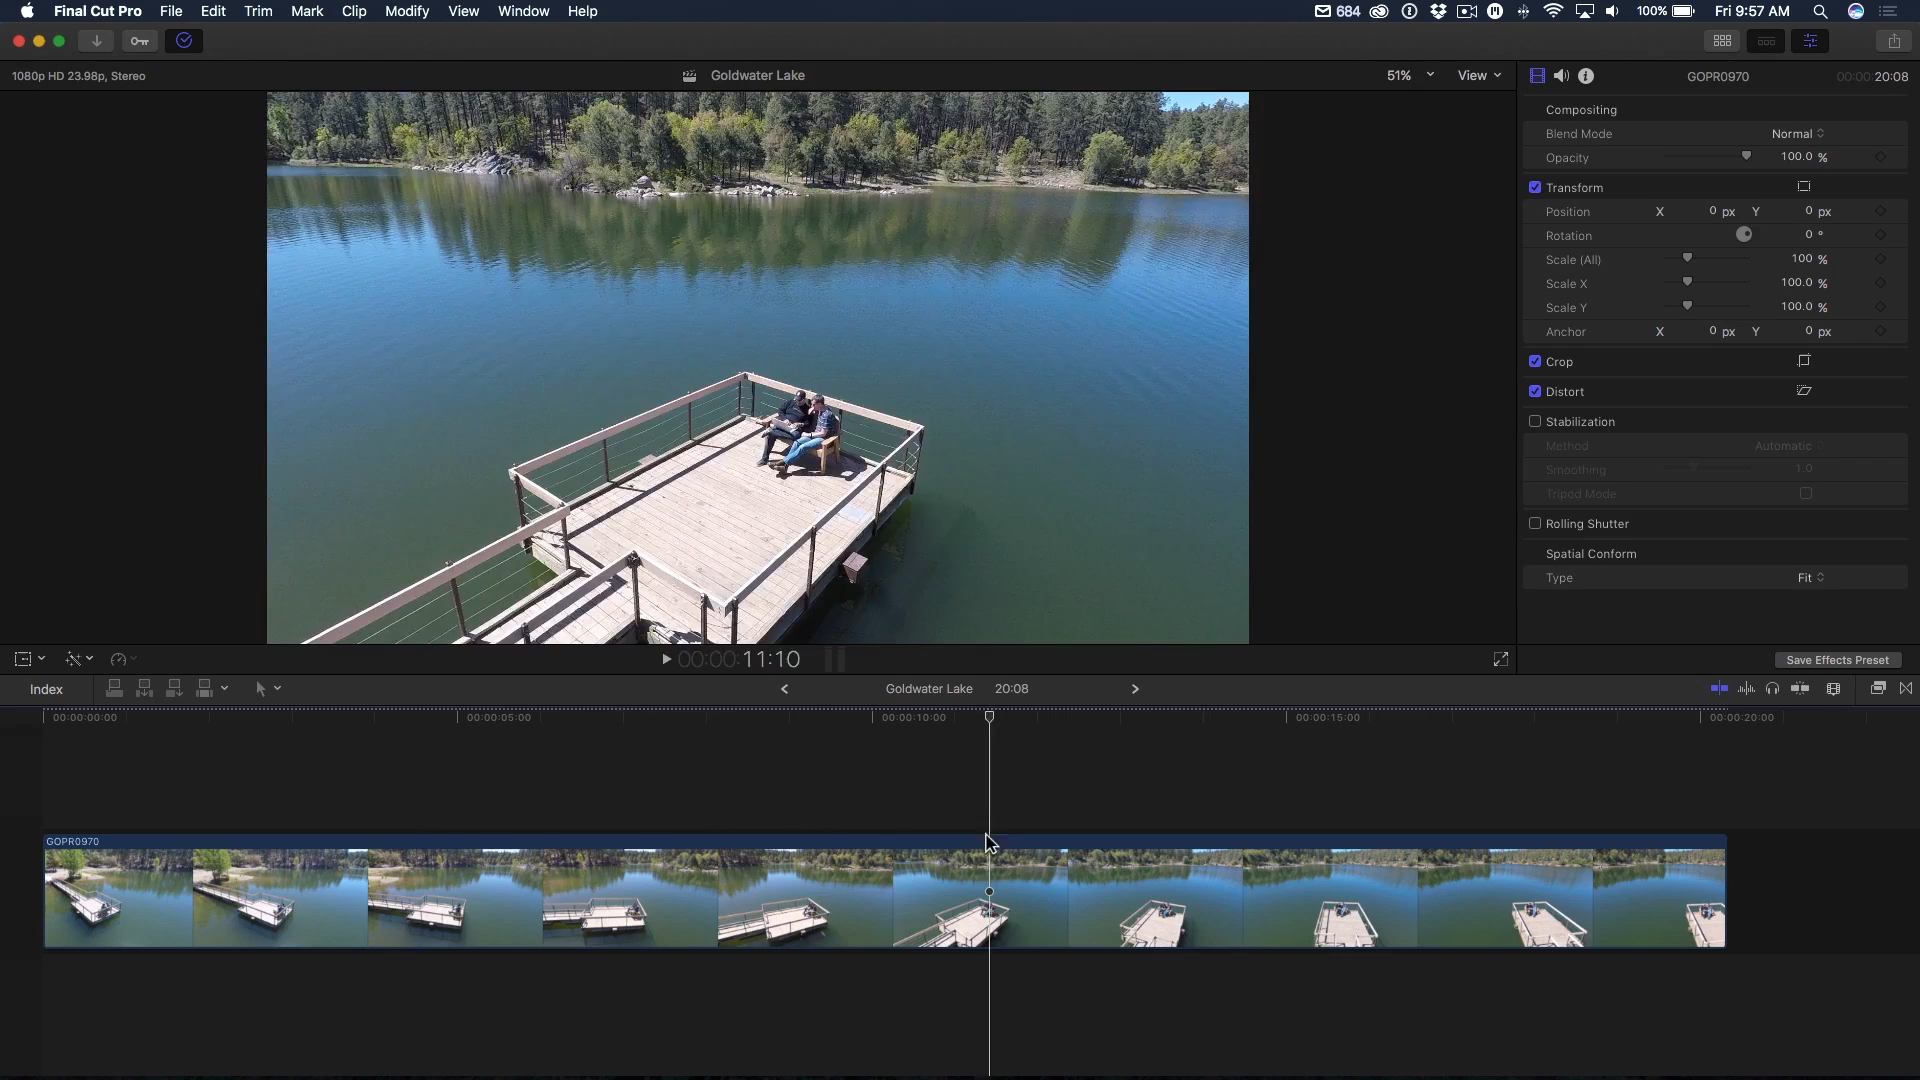 Final Cut Pro File Edit Trim Mark Clip Modify View Window Help 684 100% Fri 9:57 AM
1080p HD 23.98p, Stereo Goldwater Lake 51% View GOPR0970 00:00:20:08
Compositing
Blend Mode Normal
Opacity 100.0 %
Transform
Position X 0 px Y 0 px
Rotation 0 °
Scale (All) 100 %
Scale X 100.0 %
Scale Y 100.0 %
Anchor X 0 px Y 0 px
Crop
Distort
Stabilization
Method Automatic
Smoothing 1.0
Tripod Mode
Rolling Shutter
Spatial Conform
Type Fit
00:00:11:10 Save Effects Preset
Index Goldwater Lake 20:08
00:00:00:00 00:00:05:00 00:00:10:00 00:00:15:00 00:00:20:00
GOPR0970